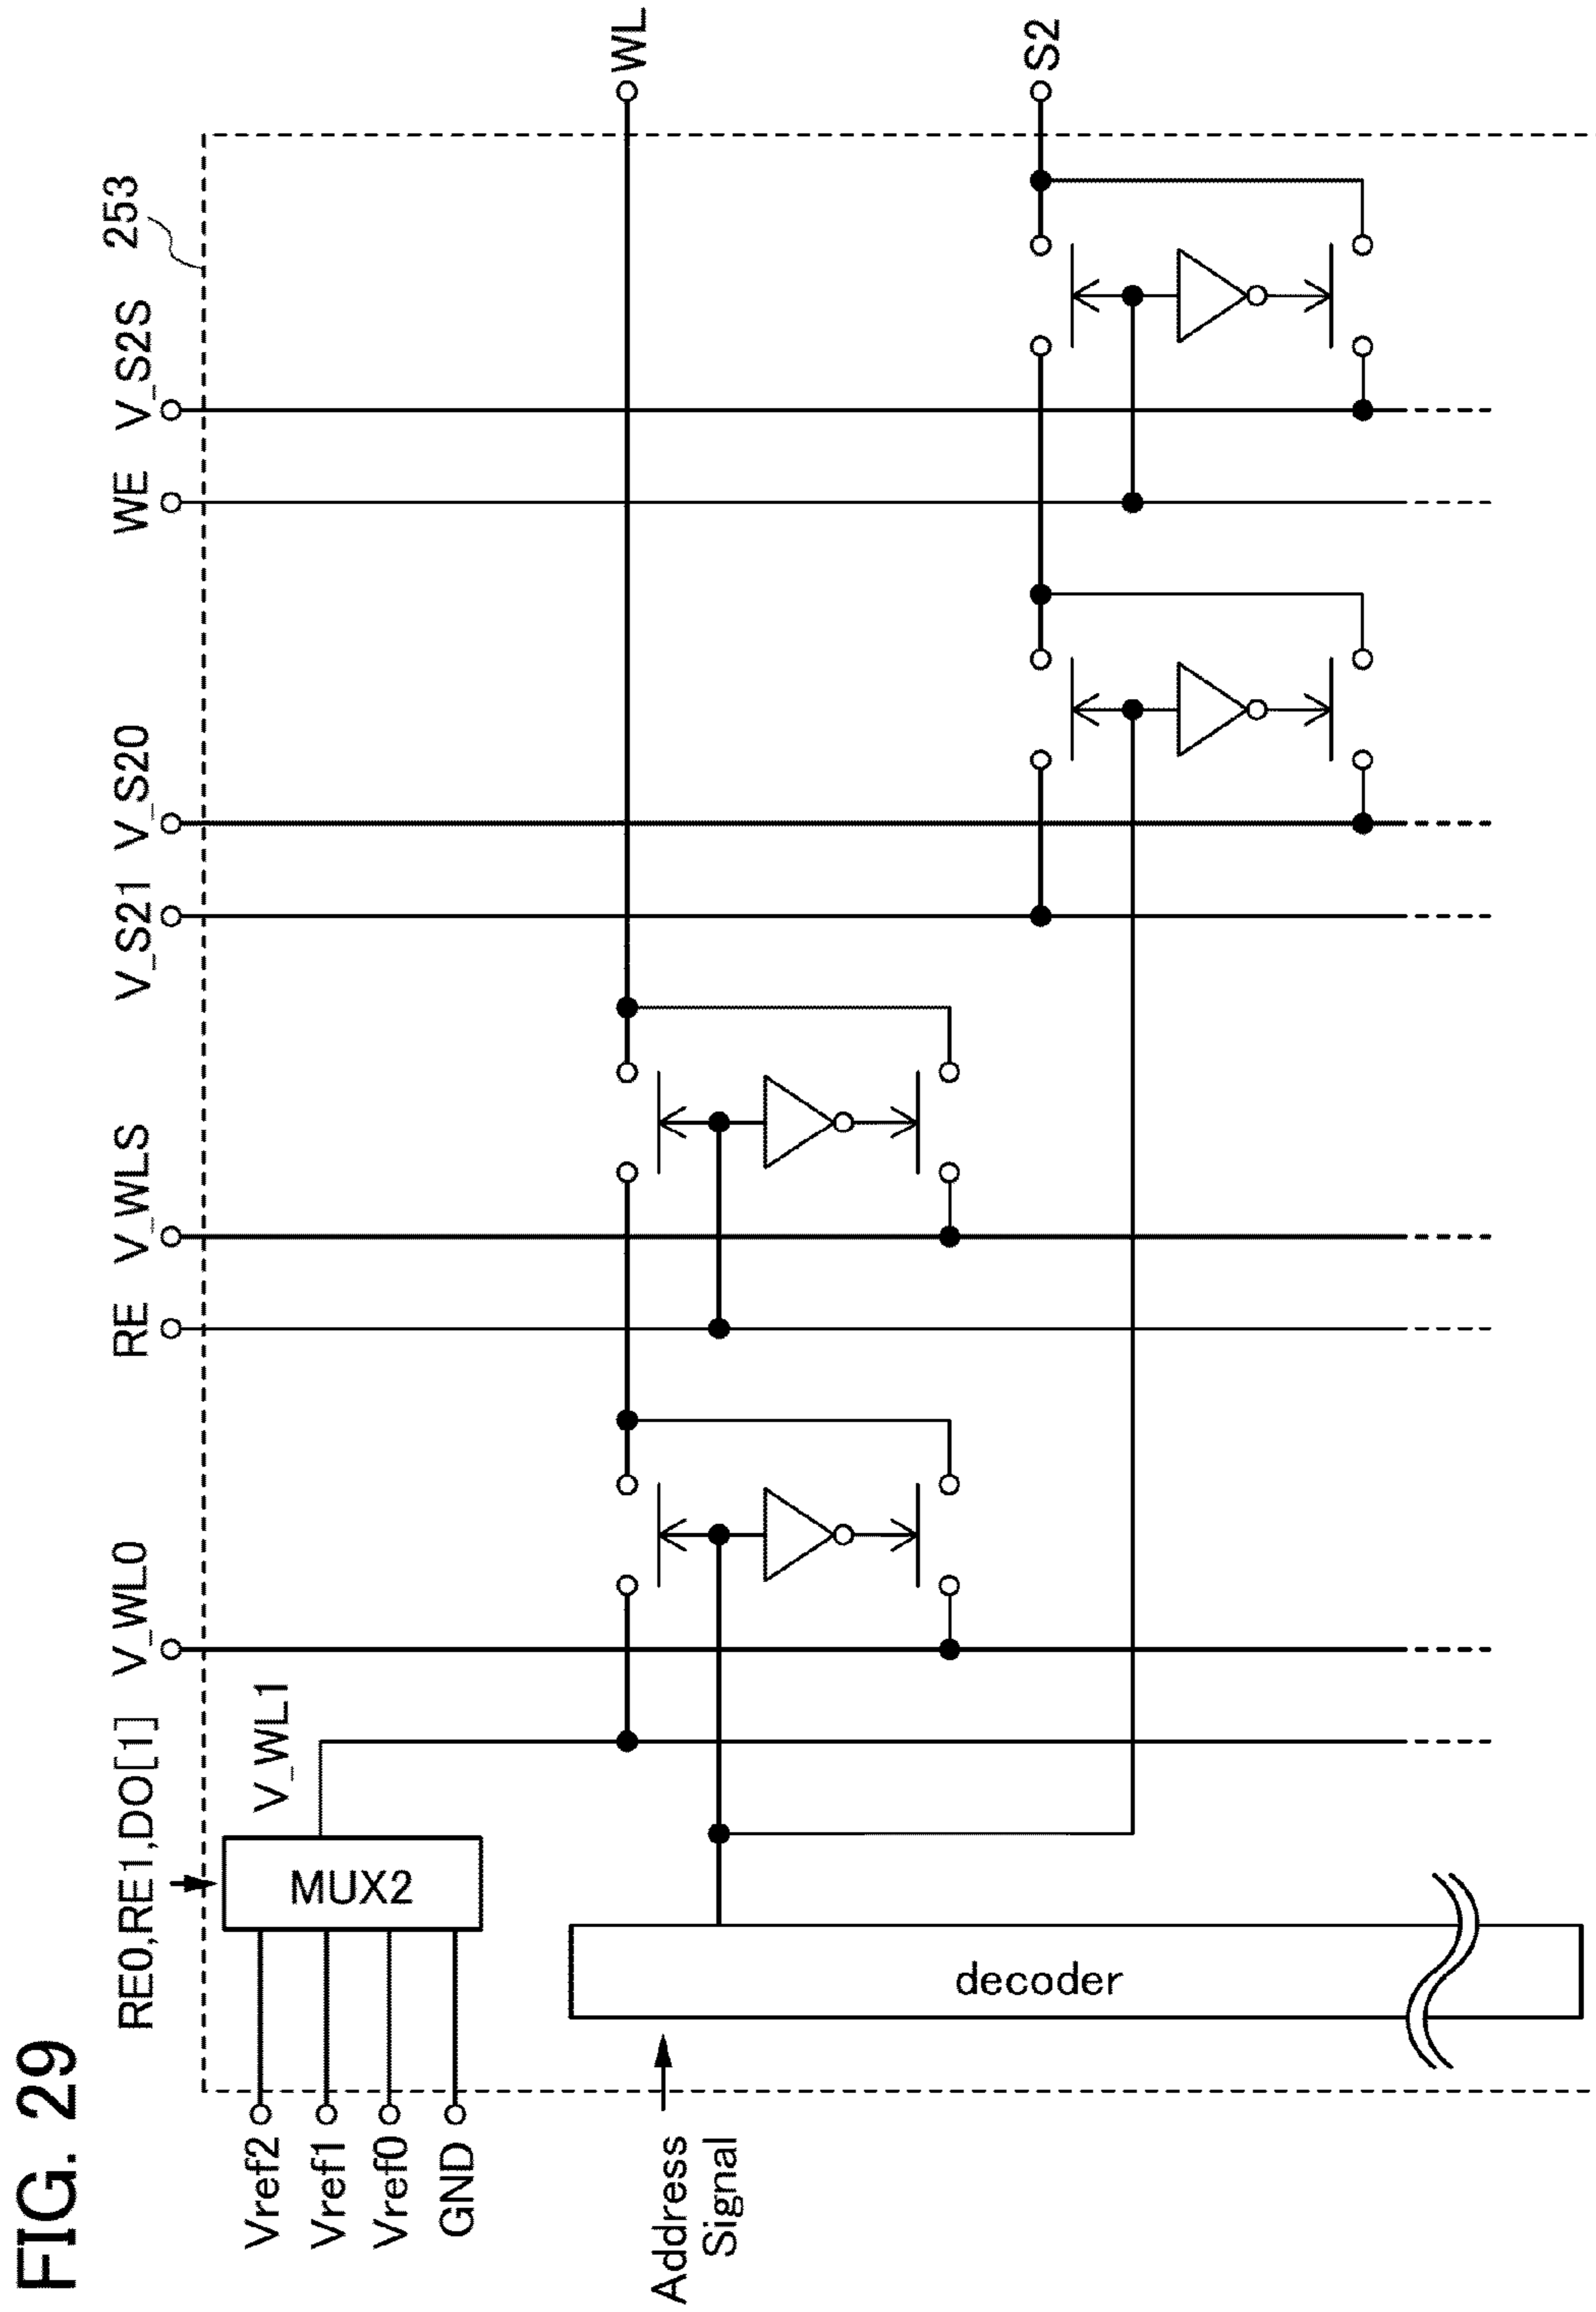 FIG. 29
RE0,RE1,DO[1]
V_WL0
RE
V_WLS
V_S21
V_S20
WE
V_S2S
253
V_WL1
Vref2
Vref1
Vref0
GND
MUX2
WL
Address
Signal
decoder
S2